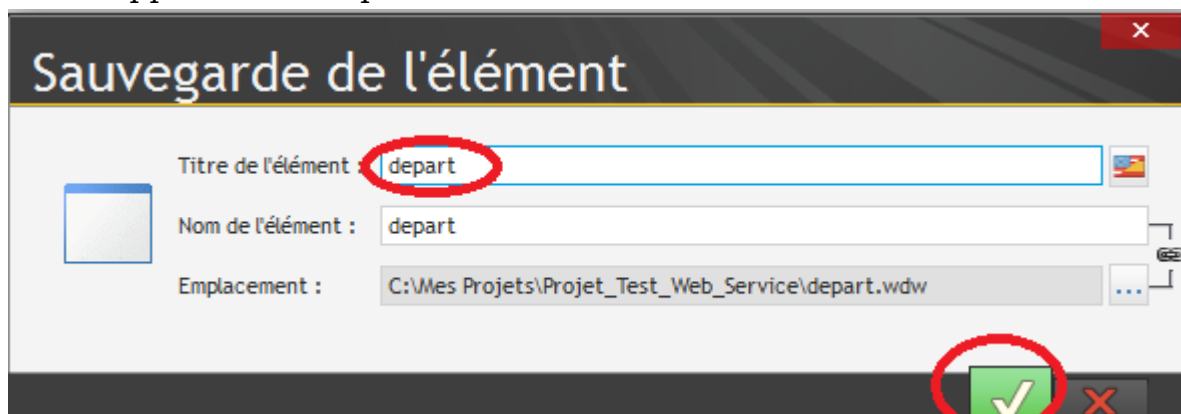 Sauvegarde de l'élément
Titre de l'élément : depart
Nom de l'élément : depart
Emplacement : C:\Mes Projets\Projet_Test_Web_Service\depart.wdw ...